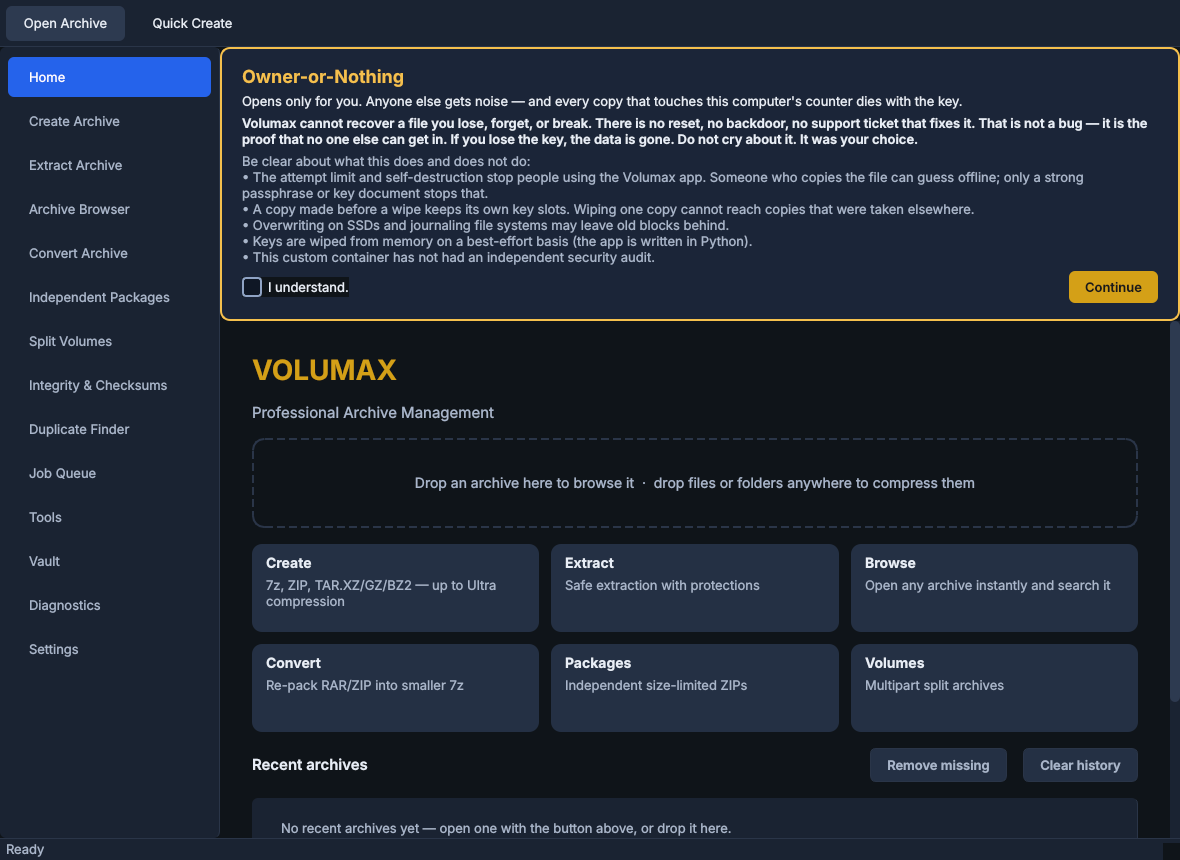 Open Archive
Quick Create
Home
Create Archive
Extract Archive
Archive Browser
Convert Archive
Independent Packages
Split Volumes
Integrity & Checksums
Duplicate Finder
Job Queue
Tools
Vault
Diagnostics
Settings
Owner-or-Nothing
Opens only for you. Anyone else gets noise — and every copy that touches this computer's counter dies with the key.
Volumax cannot recover a file you lose, forget, or break. There is no reset, no backdoor, no support ticket that fixes it. That is not a bug — it is the
proof that no one else can get in. If you lose the key, the data is gone. Do not cry about it. It was your choice.
Be clear about what this does and does not do:
• The attempt limit and self-destruction stop people using the Volumax app. Someone who copies the file can guess offline; only a strong
passphrase or key document stops that.
• A copy made before a wipe keeps its own key slots. Wiping one copy cannot reach copies that were taken elsewhere.
• Overwriting on SSDs and journaling file systems may leave old blocks behind.
• Keys are wiped from memory on a best-effort basis (the app is written in Python).
• This custom container has not had an independent security audit.
I understand.
Continue
VOLUMAX
Professional Archive Management
Drop an archive here to browse it · drop files or folders anywhere to compress them
Create
7z, ZIP, TAR.XZ/GZ/BZ2 — up to Ultra
compression
Extract
Safe extraction with protections
Browse
Open any archive instantly and search it
Convert
Re-pack RAR/ZIP into smaller 7z
Packages
Independent size-limited ZIPs
Volumes
Multipart split archives
Recent archives
Remove missing
Clear history
No recent archives yet — open one with the button above, or drop it here.
Ready